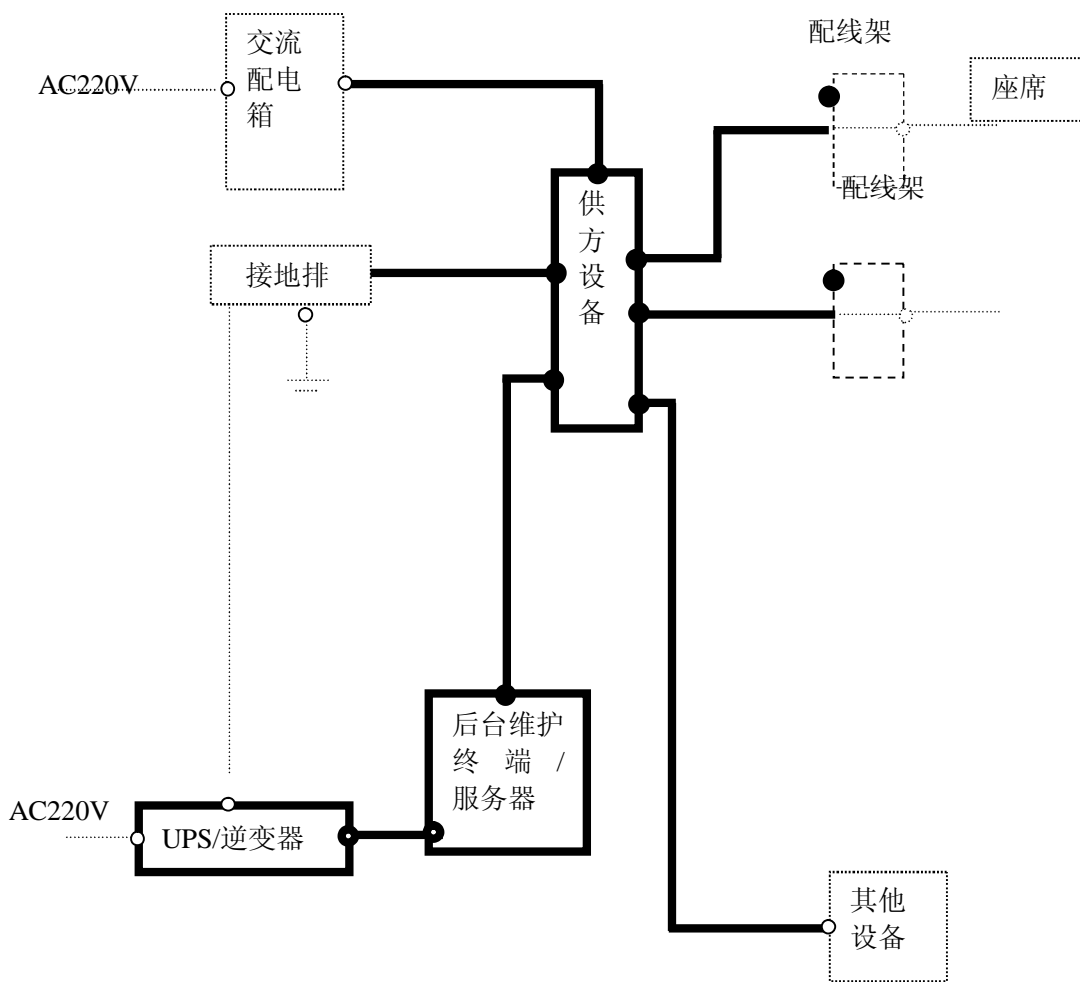 配线架
交流
配电
箱
AC220V
座席
配线架
供
方
设
备
接地排
后台维护
终 端 /
服务器
AC220V
UPS/逆变器
其他
设备